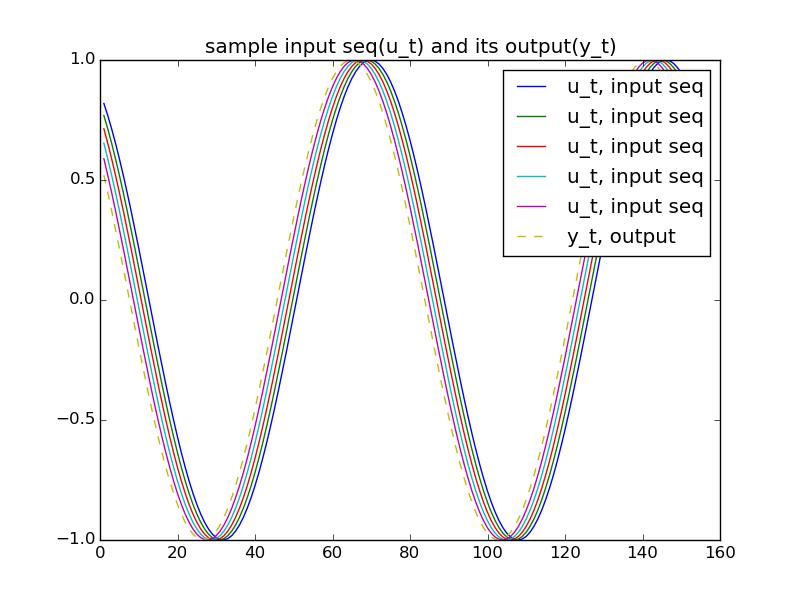 sample input seq(u_t) and its output(y_t)
1.0
0.5
0.0
−0.5
−1.0
0 20 40 60 80 100 120 140 160
u_t, input seq
u_t, input seq
u_t, input seq
u_t, input seq
u_t, input seq
y_t, output